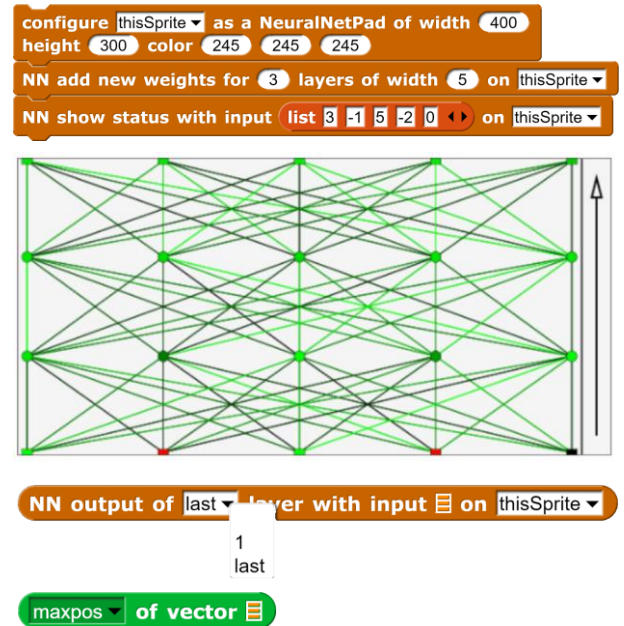 configure thisSprite as a NeuralNetPad of width 400
height 300 color 245 245 245
NN add new weights for 3 layers of width 5 on thisSprite
NN show status with input list 3 -1 5 -2 0 on thisSprite
NN output of last layer with input on thisSprite
1
last
maxpos of vector